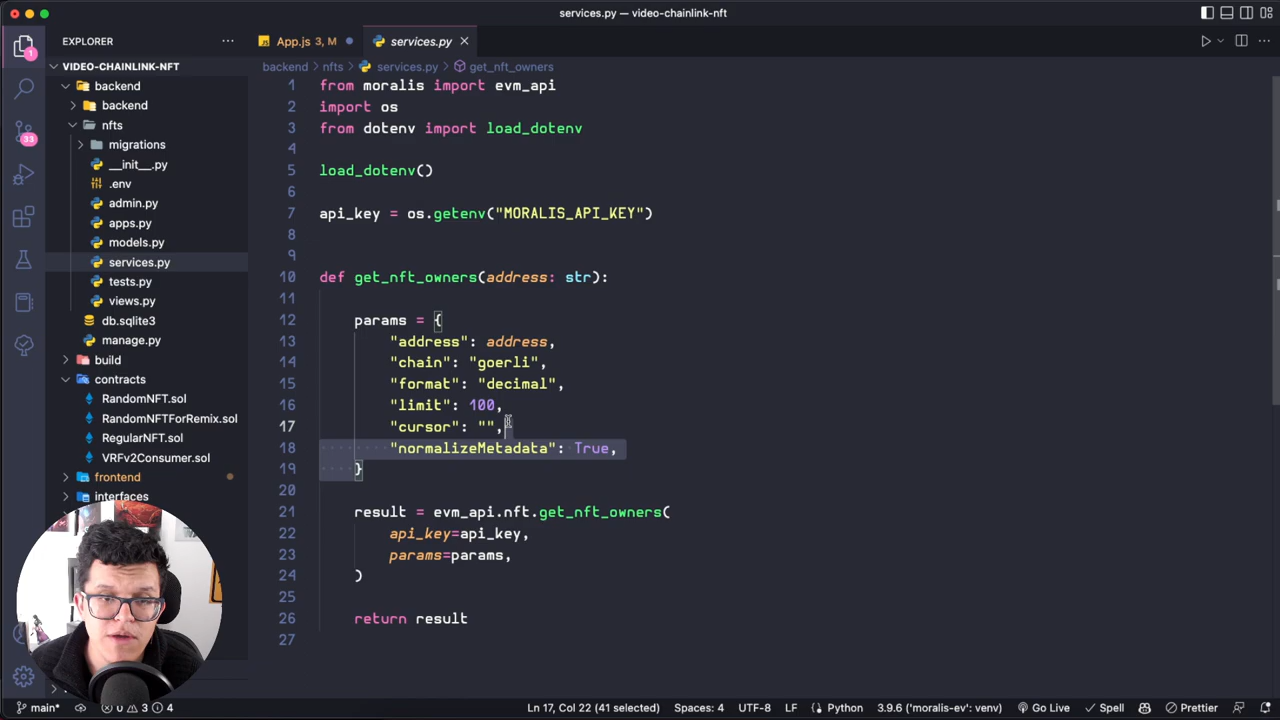 services.py — video-chainlink-nft
EXPLORER
App.js 3, M
services.py
VIDEO-CHAINLINK-NFT
backend
backend
nfts
migrations
__init__.py
.env
admin.py
apps.py
models.py
services.py
tests.py
views.py
db.sqlite3
manage.py
build
contracts
RandomNFT.sol
RandomNFTForRemix.sol
RegularNFT.sol
VRFv2Consumer.sol
frontend
interfaces
1
33
backend > nfts > services.py > get_nft_owners
1 from moralis import evm_api
2 import os
3 from dotenv import load_dotenv
4
5 load_dotenv()
6
7 api_key = os.getenv("MORALIS_API_KEY")
8
9
10 def get_nft_owners(address: str):
11
12 params = {
13 "address": address,
14 "chain": "goerli",
15 "format": "decimal",
16 "limit": 100,
17 "cursor": "",
18 "normalizeMetadata": True,
19 }
20
21 result = evm_api.nft.get_nft_owners(
22 api_key=api_key,
23 params=params,
24 )
25
26 return result
27
main* 0 3 4 Ln 17, Col 22 (41 selected) Spaces: 4 UTF-8 LF Python 3.9.6 ('moralis-ev': venv) Go Live Spell Prettier